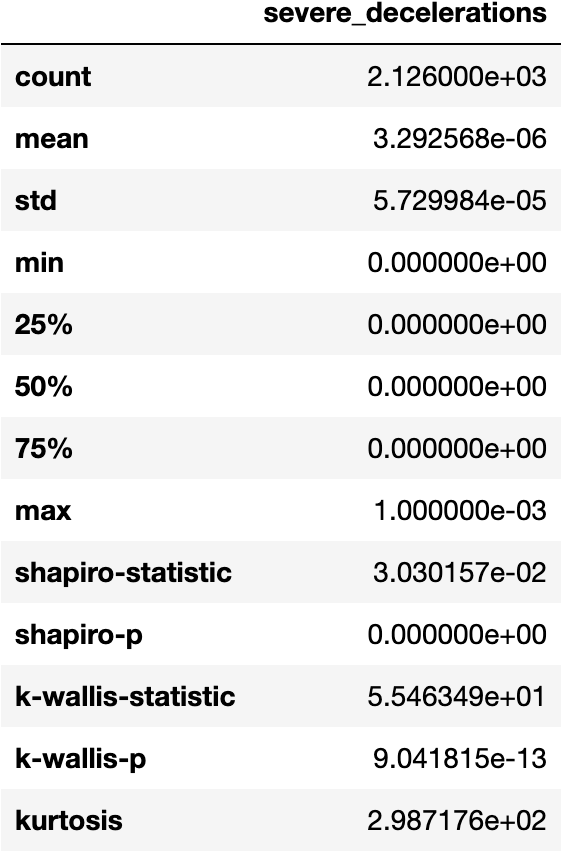 severe_decelerations
count 2.126000e+03
mean 3.292568e-06
std 5.729984e-05
min 0.000000e+00
25% 0.000000e+00
50% 0.000000e+00
75% 0.000000e+00
max 1.000000e-03
shapiro-statistic 3.030157e-02
shapiro-p 0.000000e+00
k-wallis-statistic 5.546349e+01
k-wallis-p 9.041815e-13
kurtosis 2.987176e+02